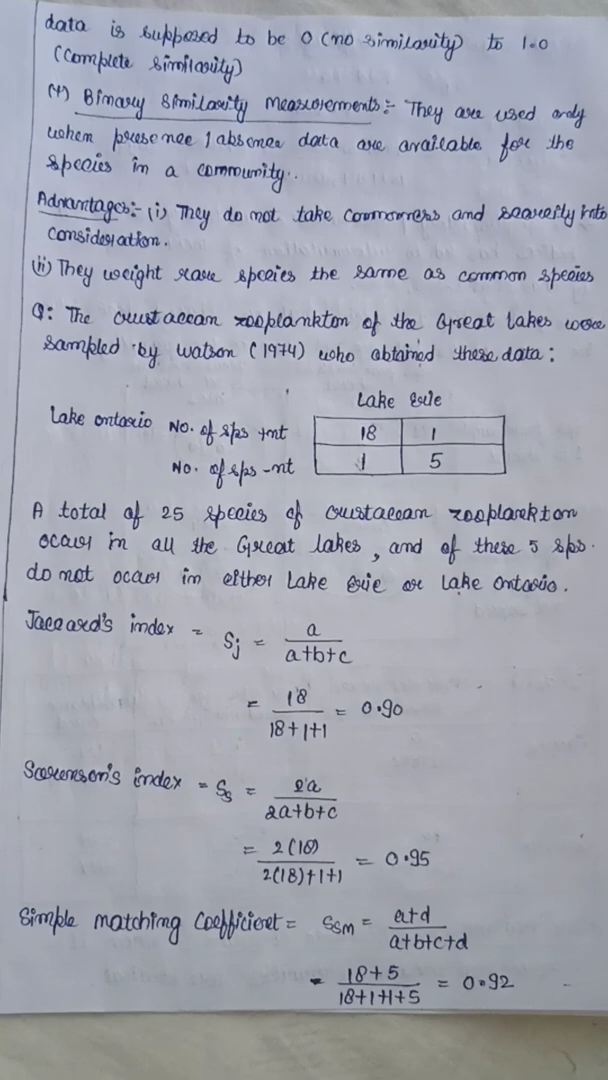 data is supposed to be 0 (no similarity) to 1.0
(complete similarity)
(*) Binary similarity measurements:- They are used only
when presence / absence data are available for the
species in a community.
Advantages:- (i) They do not take commonness and scarcity into
consideration.
(ii) They weight rare species the same as common species
Q: The crustacean zooplankton of the Great lakes were
sampled by Watson (1974) who obtained these data:
Lake Erie
Lake Ontario No. of sps +nt 18 1
No. of sps -nt 1 5
A total of 25 species of crustacean zooplankton
occur in all the Great lakes, and of these 5 sps.
do not occur in either Lake Erie or Lake Ontario.
Jaccard's index = Sj = a / a+b+c
= 18 / 18+1+1 = 0.90
Sorenson's index = Ss = 2a / 2a+b+c
= 2(18) / 2(18)+1+1 = 0.95
Simple matching Coefficient = SSM = a+d / a+b+c+d
= 18+5 / 18+1+1+5 = 0.92